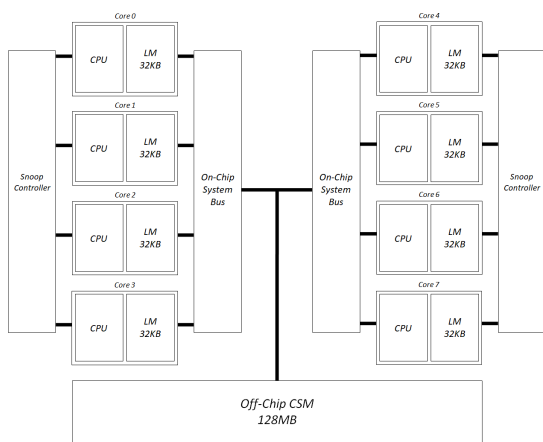 Core 0
CPU
LM
32KB
Core 1
CPU
LM
32KB
Core 2
CPU
LM
32KB
Core 3
CPU
LM
32KB
Snoop
Controller
On-Chip
System
Bus
On-Chip
System
Bus
Core 4
CPU
LM
32KB
Core 5
CPU
LM
32KB
Core 6
CPU
LM
32KB
Core 7
CPU
LM
32KB
Snoop
Controller
Off-Chip CSM
128MB